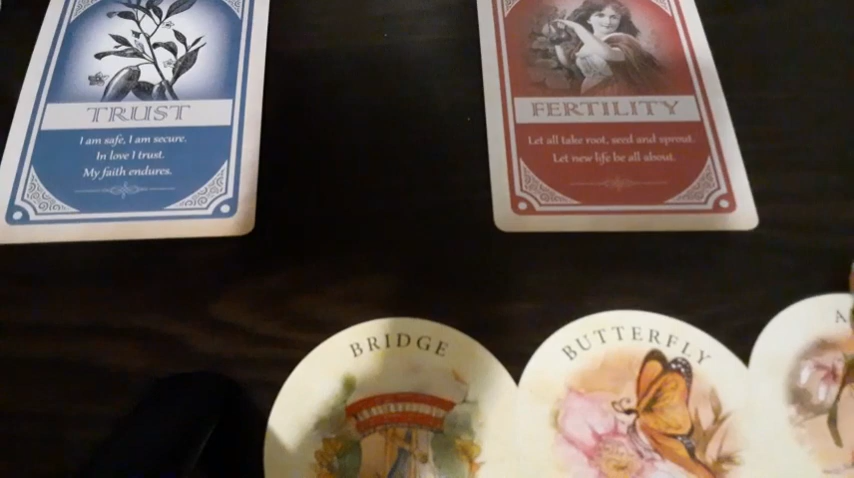 TRUST
I am safe, I am secure.
In love I trust.
My faith endures.
FERTILITY
Let all take root, seed and sprout.
Let new life be all about.
BRIDGE
BUTTERFLY
A